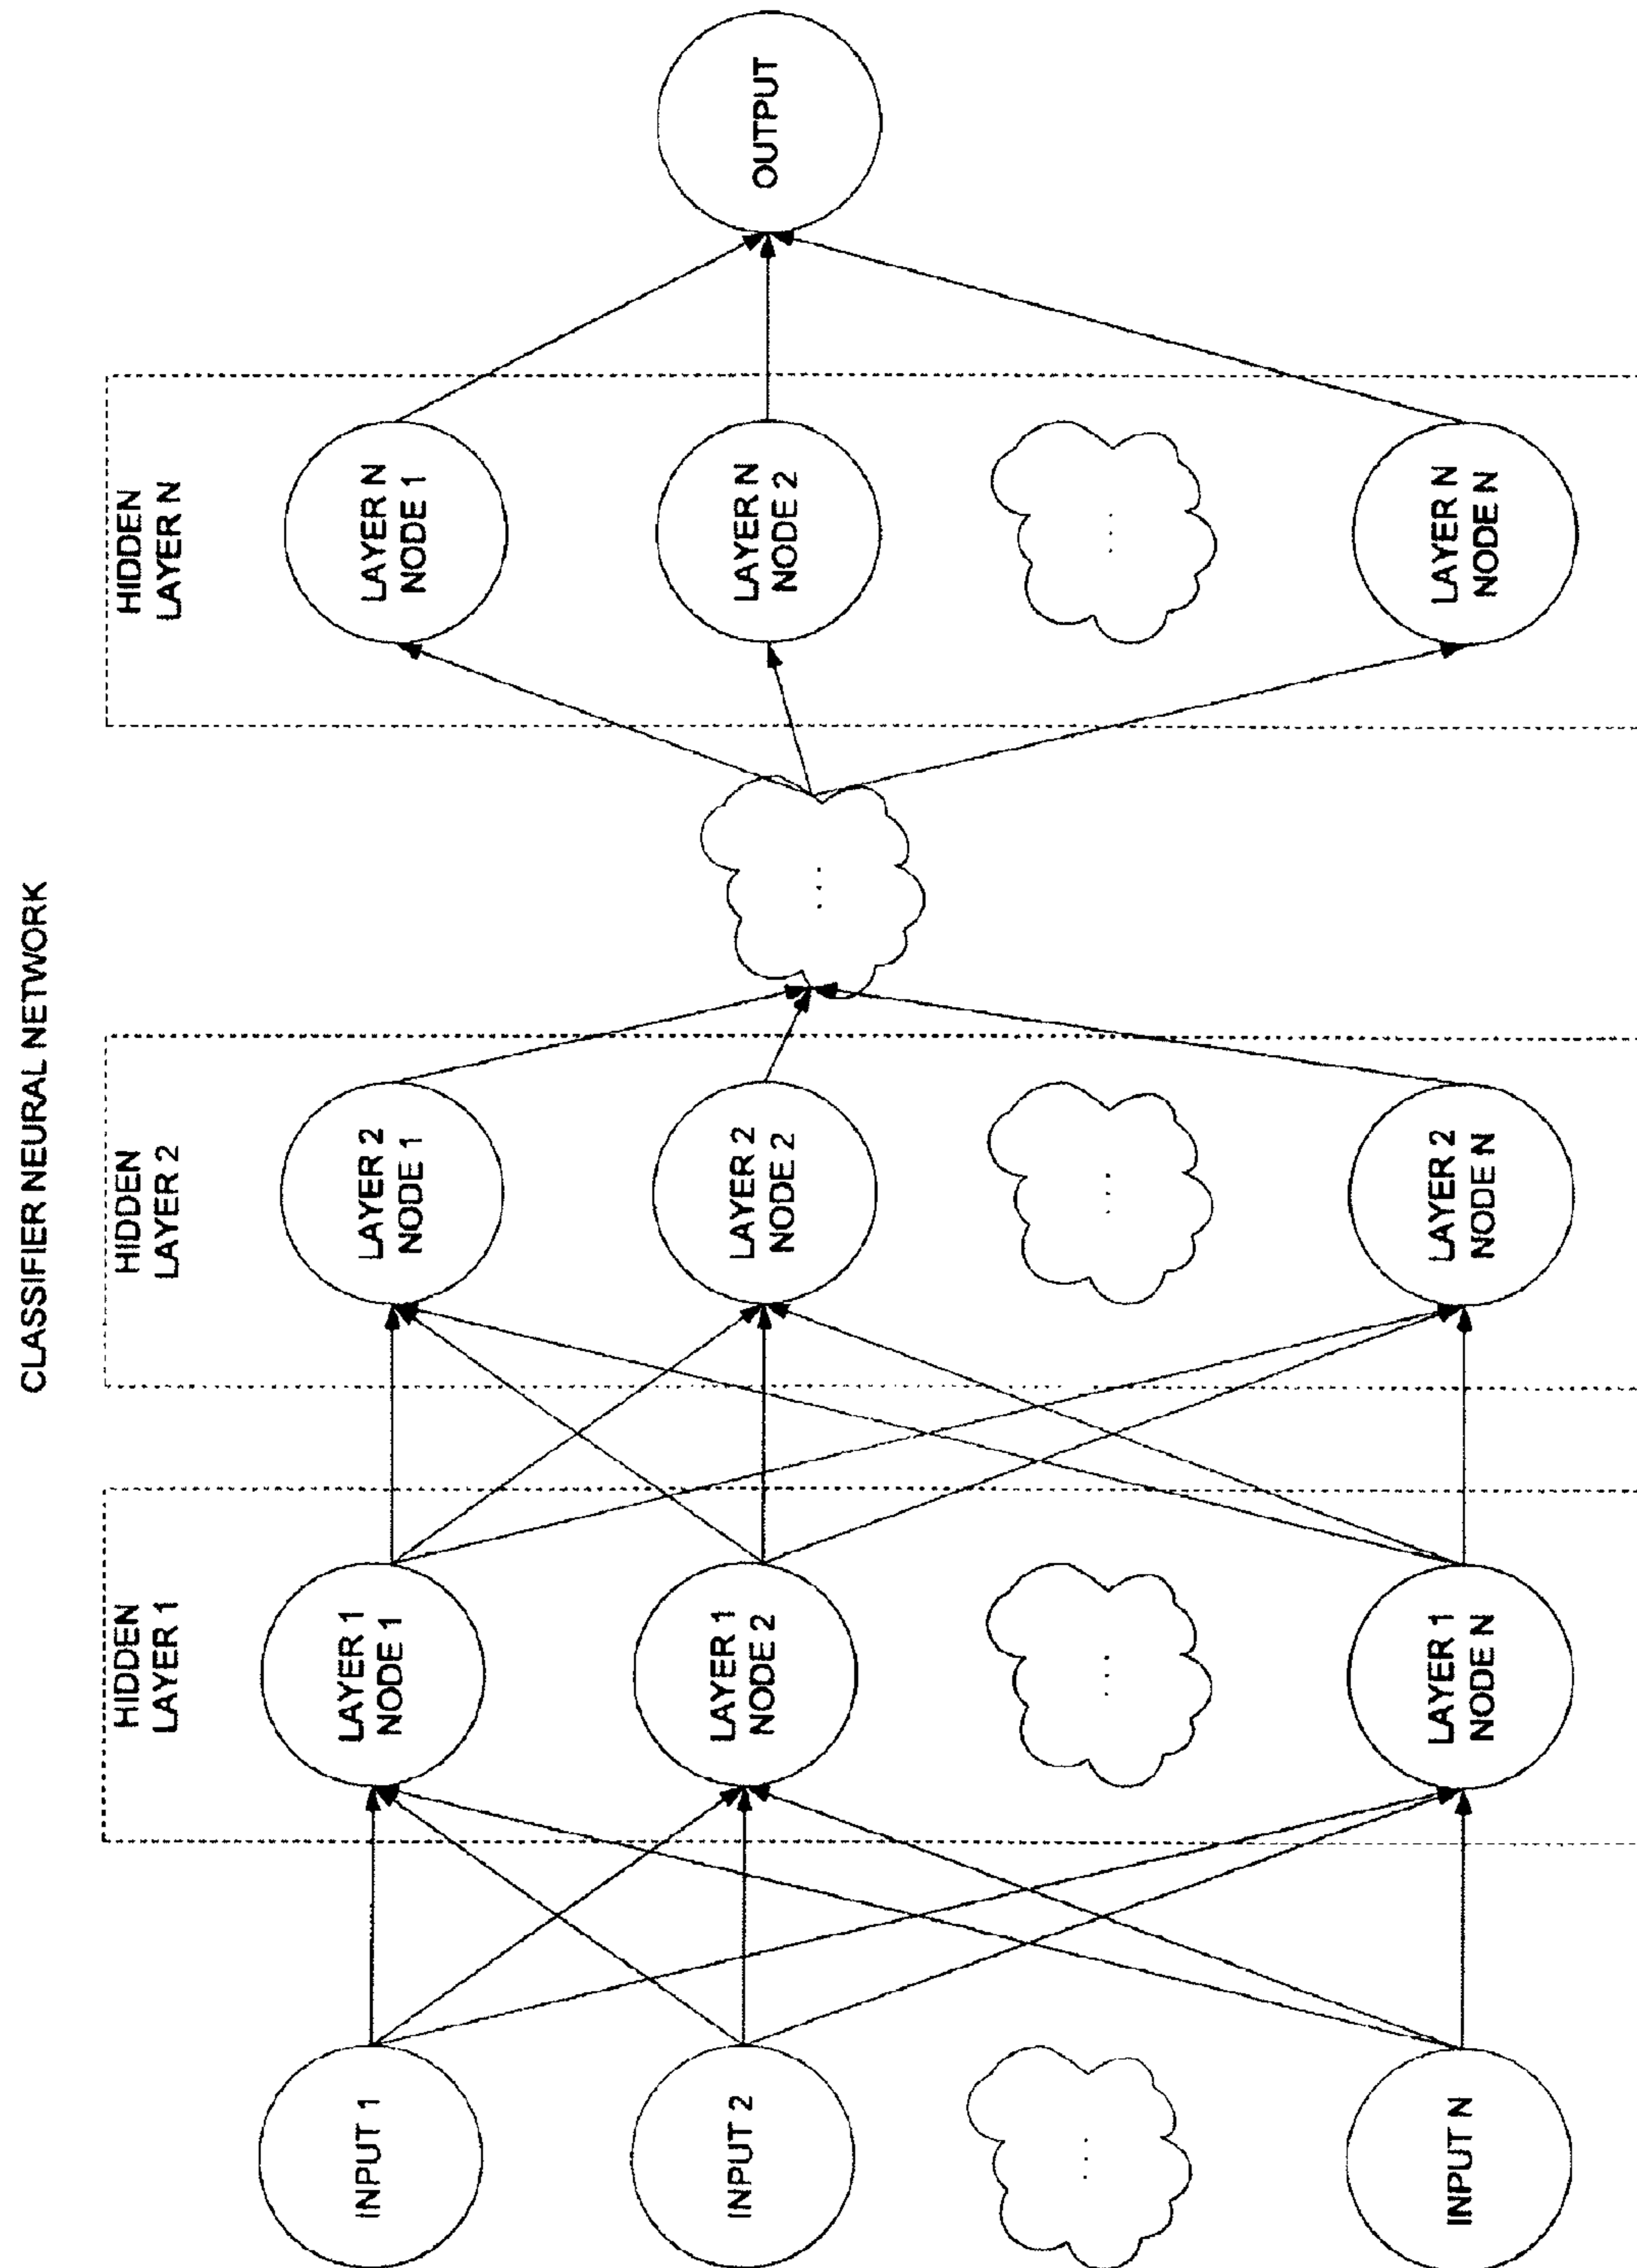 CLASSIFIER NEURAL NETWORK
HIDDEN
LAYER 1
HIDDEN
LAYER 2
HIDDEN
LAYER N
INPUT 1
LAYER 1
NODE 1
LAYER 2
NODE 1
LAYER N
NODE 1
INPUT 2
LAYER 1
NODE 2
LAYER 2
NODE 2
...
LAYER N
NODE 2
OUTPUT
...
...
...
...
INPUT N
LAYER 1
NODE N
LAYER 2
NODE N
LAYER N
NODE N